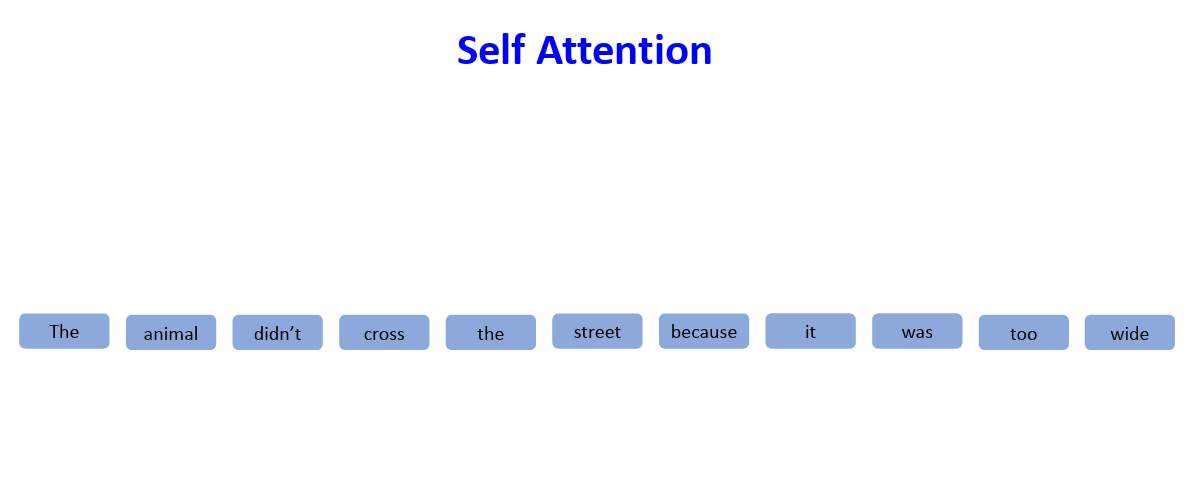 Self Attention
The animal didn’t cross the street because it was too wide